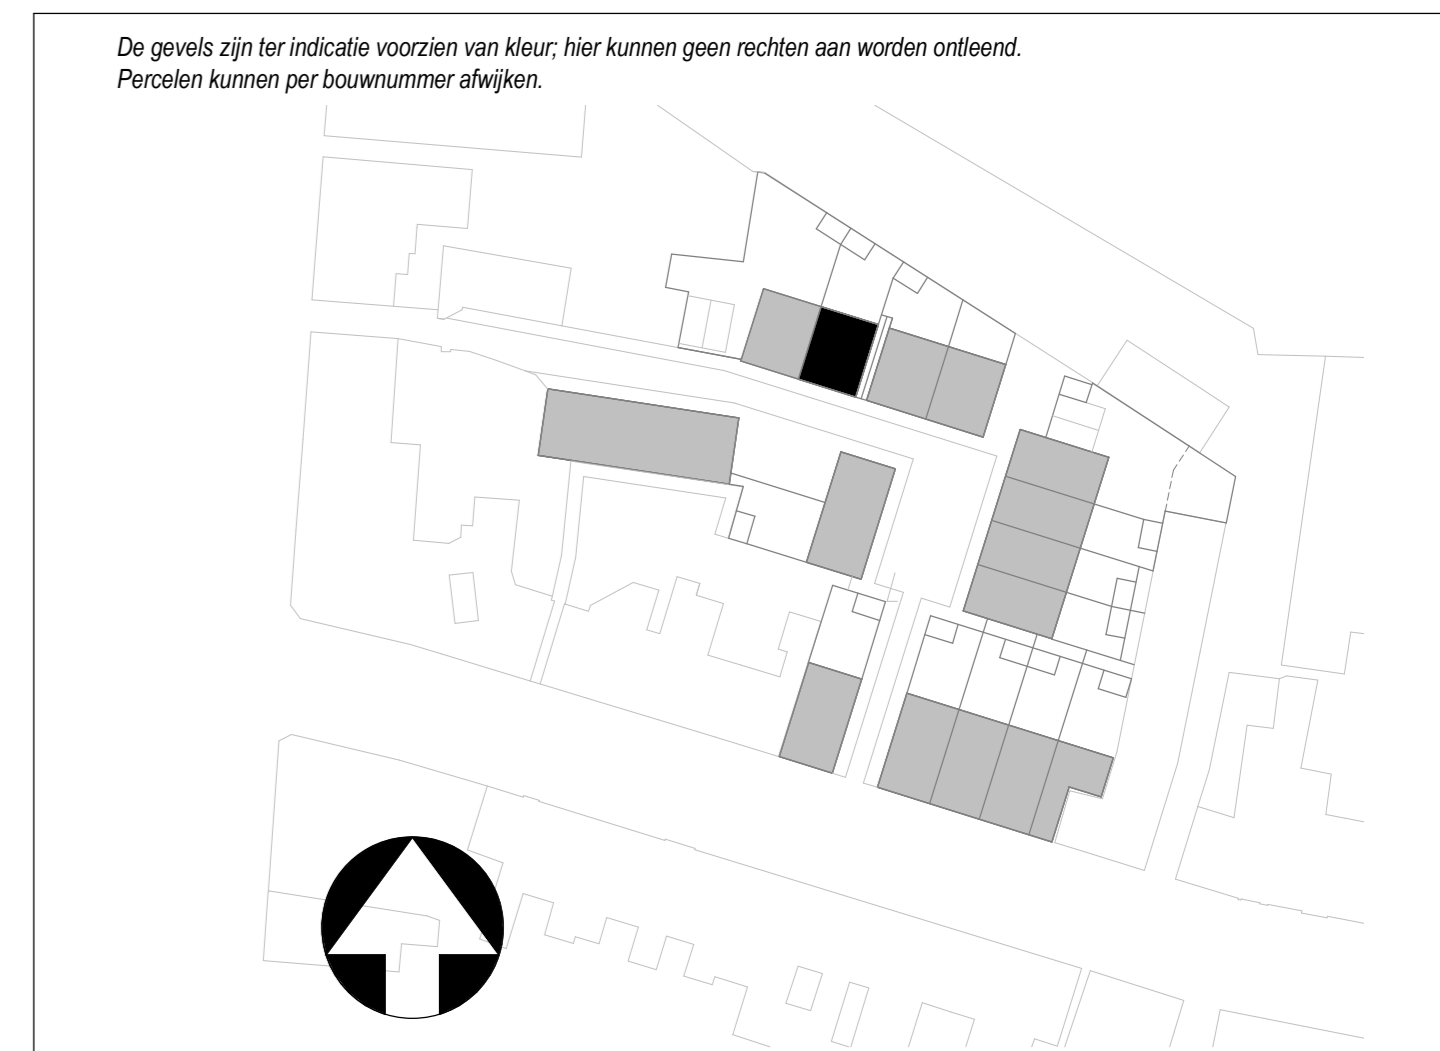 De gevels zijn ter indicatie voorzien van kleur; hier kunnen geen rechten aan worden ontleend.
Percelen kunnen per bouwnummer afwijken.